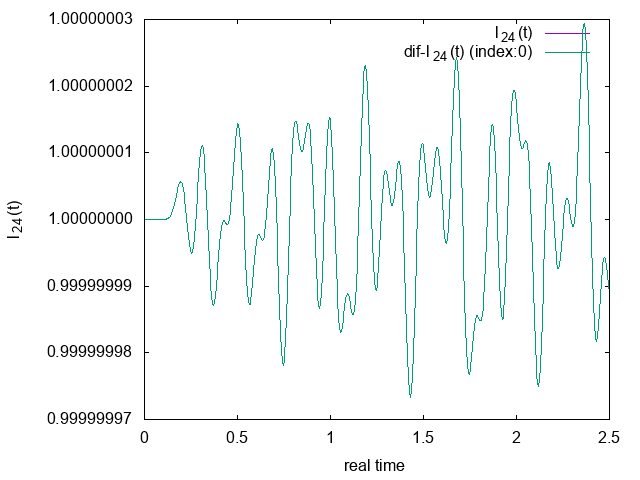 1.00000003
1.00000002
1.00000001
1.00000000
0.99999999
0.99999998
0.99999997
I24(t)
I24(t)
dif-I24(t) (index:0)
0 0.5 1 1.5 2 2.5
real time